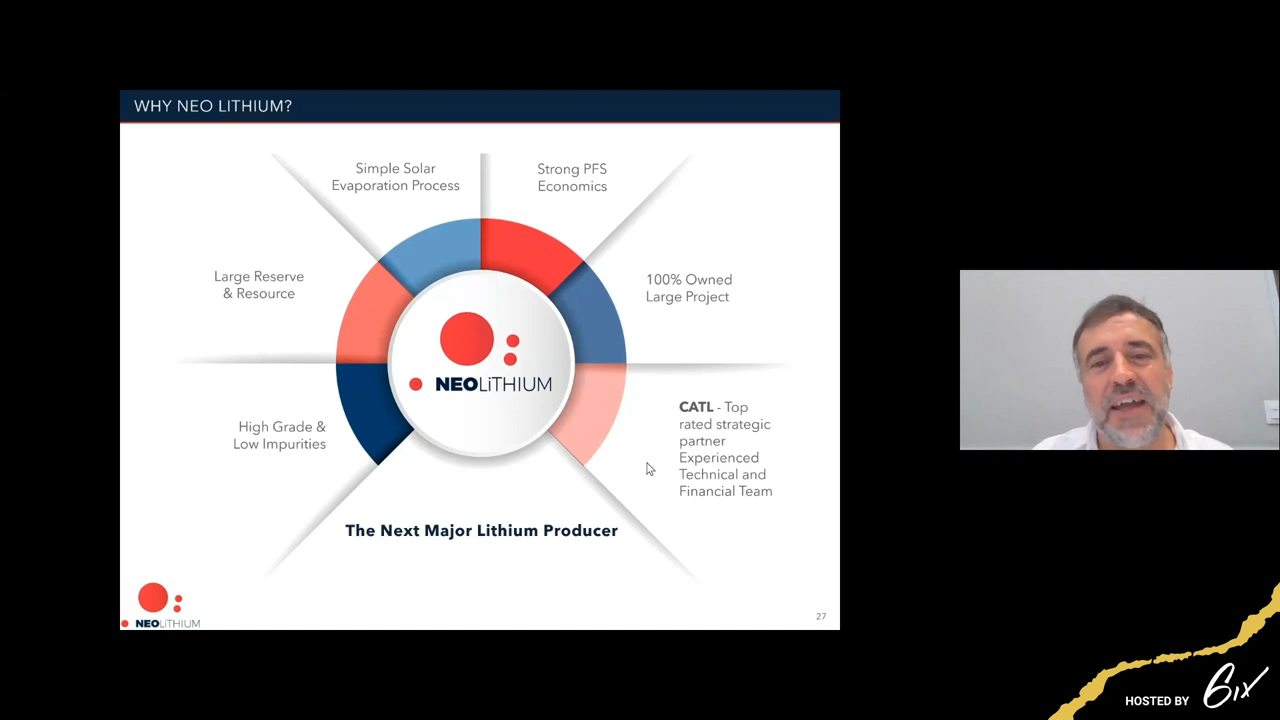 WHY NEO LITHIUM?
Simple Solar
Evaporation Process
Strong PFS
Economics
Large Reserve
& Resource
100% Owned
Large Project
NEOLiTHIUM
High Grade &
Low Impurities
CATL - Top
rated strategic
partner
Experienced
Technical and
Financial Team
The Next Major Lithium Producer
NEOLiTHIUM
27
HOSTED BY 6ix